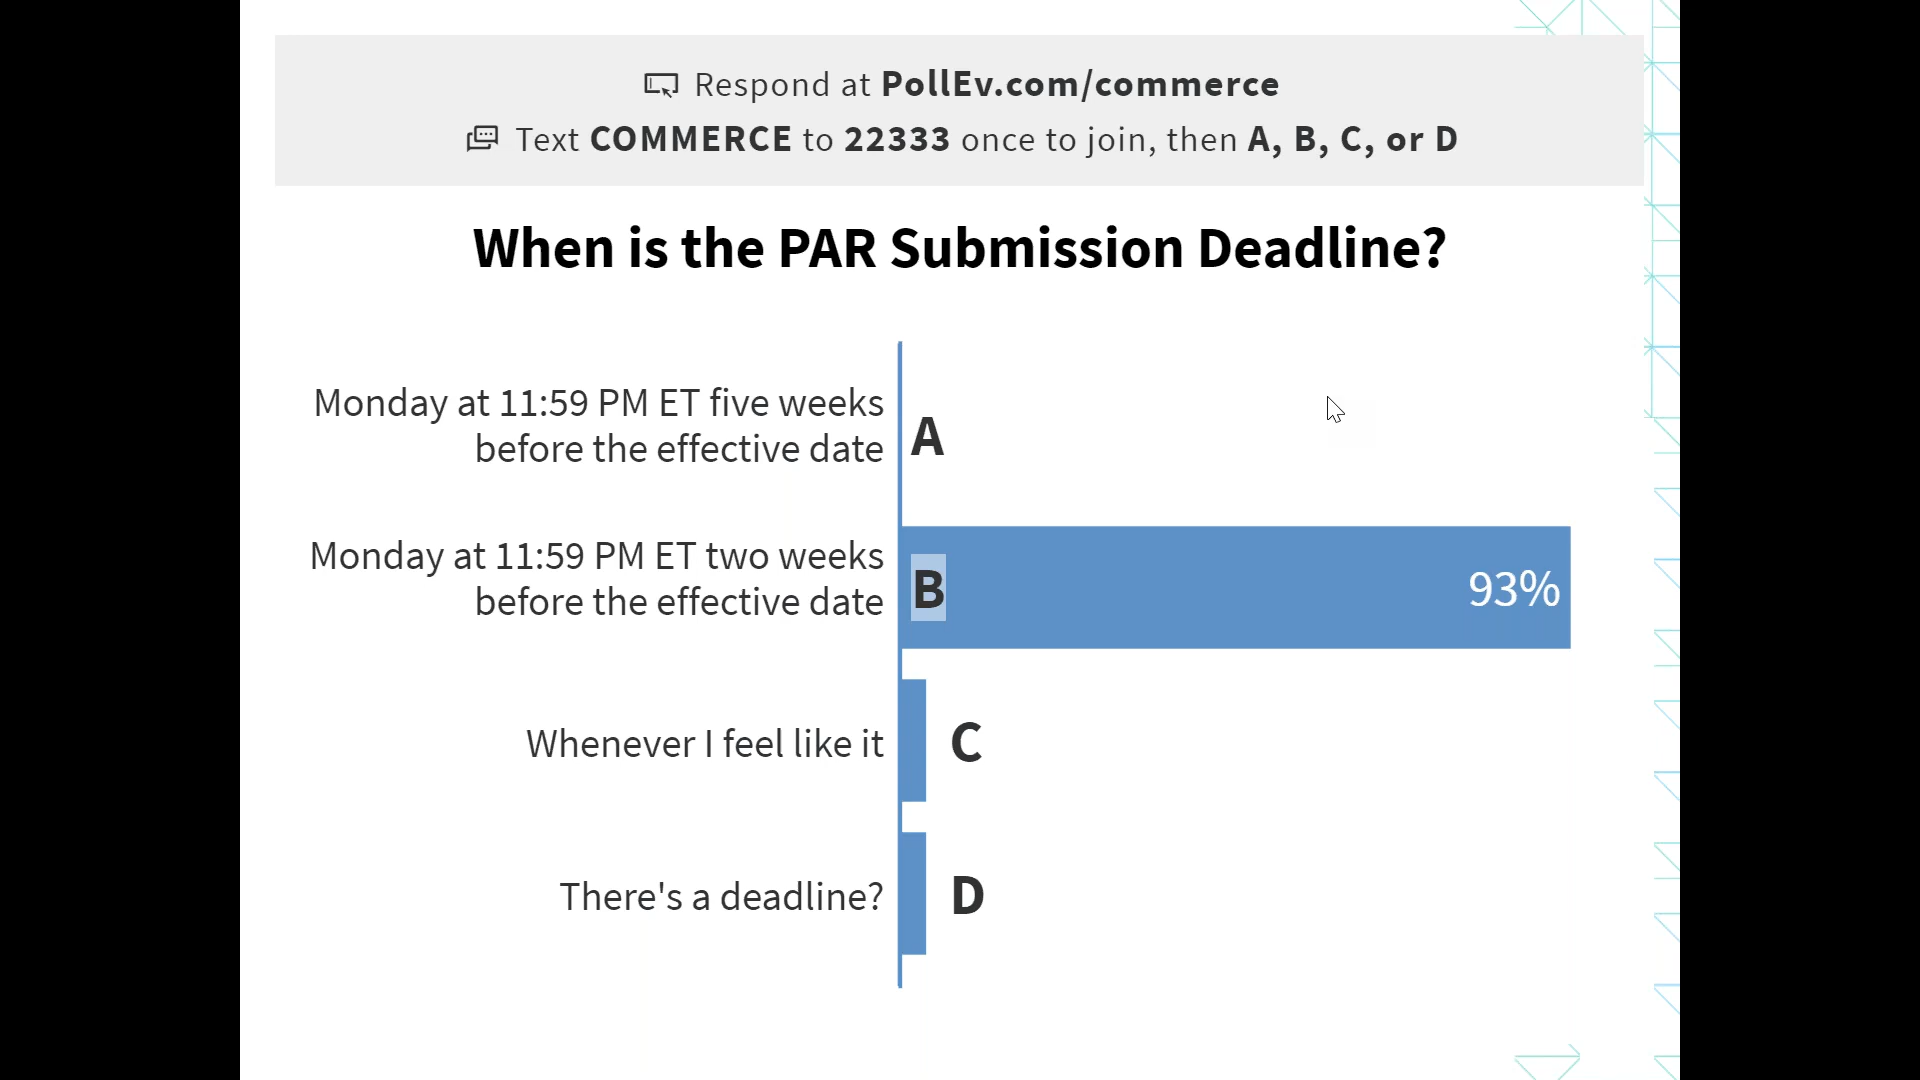 Respond at PollEv.com/commerce
Text COMMERCE to 22333 once to join, then A, B, C, or D
When is the PAR Submission Deadline?
Monday at 11:59 PM ET five weeks
before the effective date
A
Monday at 11:59 PM ET two weeks
before the effective date
B
93%
Whenever I feel like it
C
There's a deadline?
D